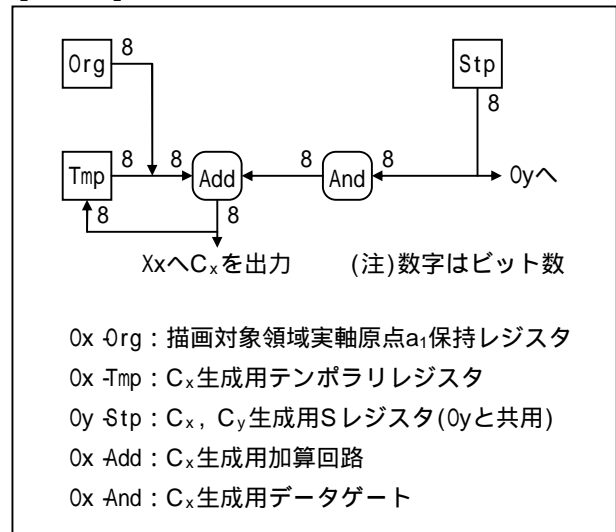 Org
8
Stp
8
Tmp
8
8
Add
8
And
8
Oyへ
8
8
XxへCxを出力
(注)数字はビット数
Ox-Org：描画対象領域実軸原点a1保持レジスタ
Ox-Tmp：Cx生成用テンポラリレジスタ
Oy-Stp：Cx, Cy生成用Sレジスタ(Oyと共用)
Ox-Add：Cx生成用加算回路
Ox-And：Cx生成用データゲート